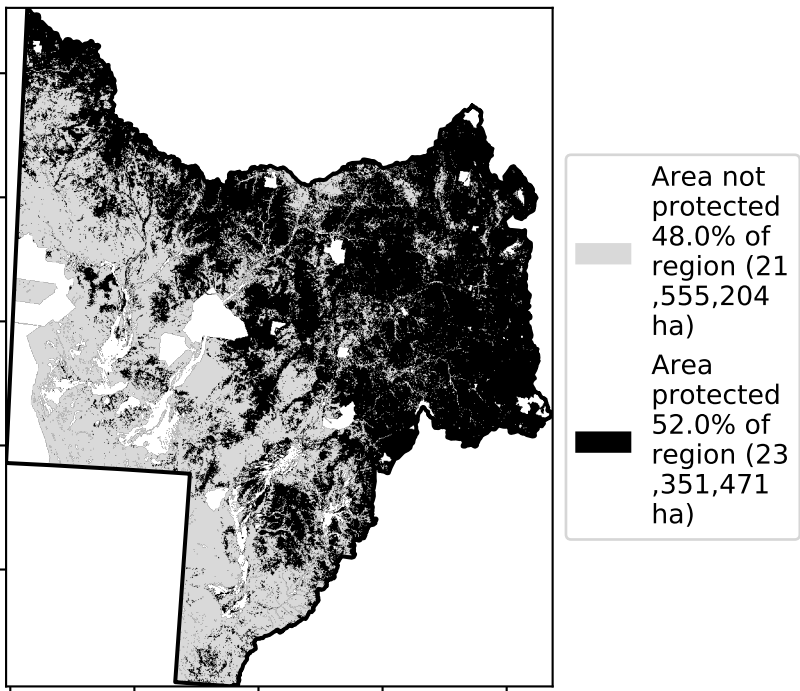 Area not
protected
48.0% of
region (21
,555,204
ha)
Area
protected
52.0% of
region (23
,351,471
ha)